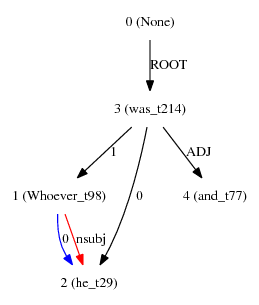 0 (None)
ROOT
3 (was_t214)
1 0 ADJ
1 (Whoever_t98) 4 (and_t77)
0 nsubj
2 (he_t29)